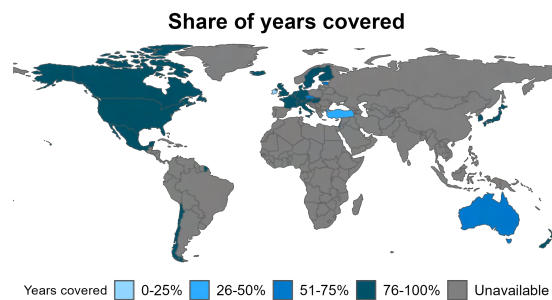 Share of years covered
Years covered 0-25% 26-50% 51-75% 76-100% Unavailable